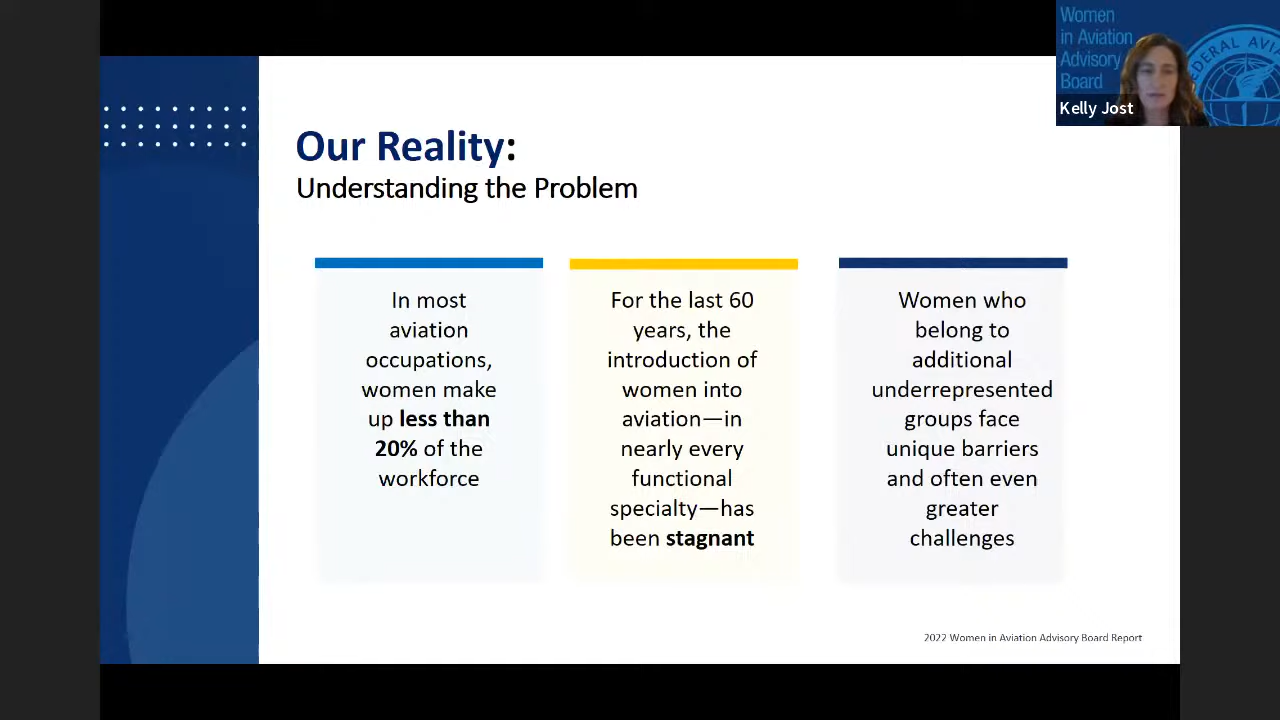 Women
in Aviation
Advisory
Board
FEDERAL AVIA
Kelly Jost
Our Reality:
Understanding the Problem
In most
aviation
occupations,
women make
up less than
20% of the
workforce
For the last 60
years, the
introduction of
women into
aviation—in
nearly every
functional
specialty—has
been stagnant
Women who
belong to
additional
underrepresented
groups face
unique barriers
and often even
greater
challenges
2022 Women in Aviation Advisory Board Report